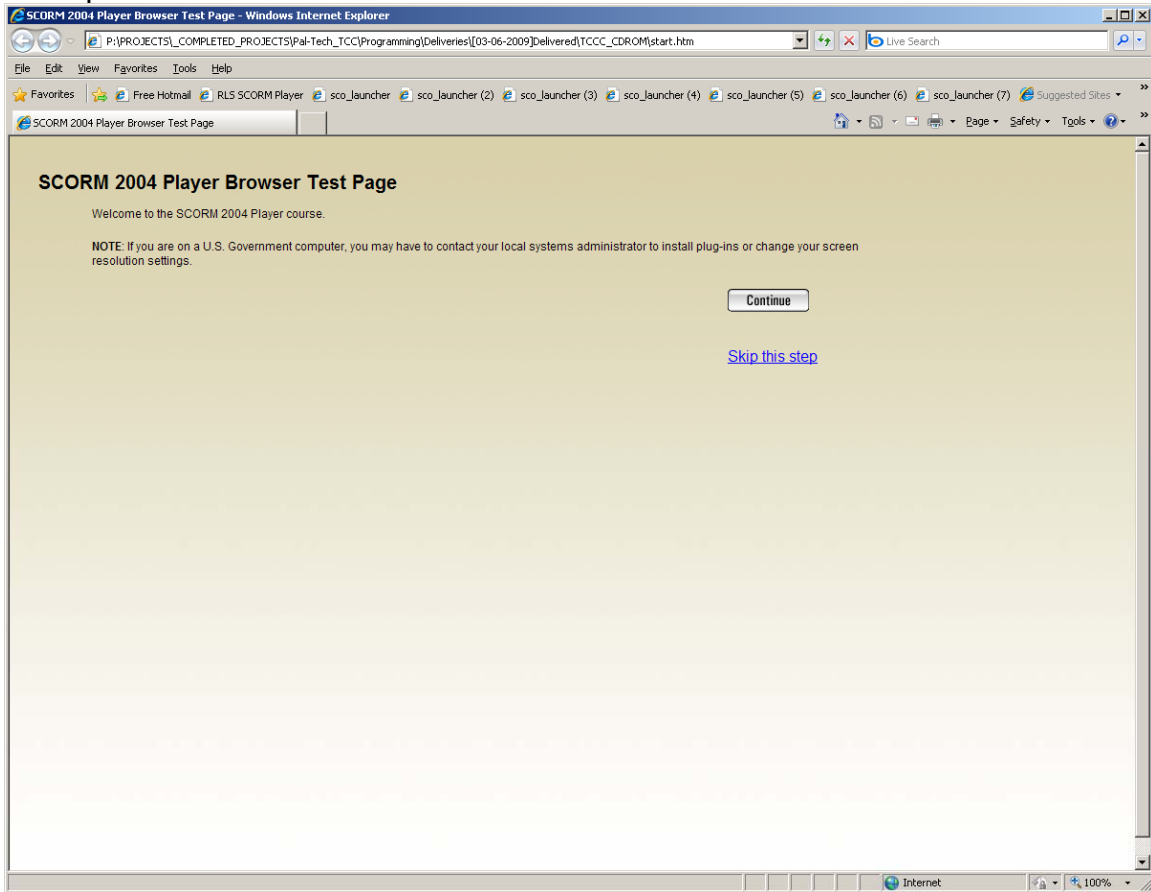 SCORM 2004 Player Browser Test Page - Windows Internet Explorer
P:\PROJECTS\_COMPLETED_PROJECTS\Pal-Tech_TCC\Programming\Deliveries\[03-06-2009]Delivered\TCCC_CDROM\start.htm
Live Search
File Edit View Favorites Tools Help
Favorites Free Hotmail RLS SCORM Player sco_launcher sco_launcher (2) sco_launcher (3) sco_launcher (4) sco_launcher (5) sco_launcher (6) sco_launcher (7) Suggested Sites
SCORM 2004 Player Browser Test Page Page Safety Tools
SCORM 2004 Player Browser Test Page
Welcome to the SCORM 2004 Player course.
NOTE: If you are on a U.S. Government computer, you may have to contact your local systems administrator to install plug-ins or change your screen
resolution settings.
Continue
Skip this step
Internet 100%